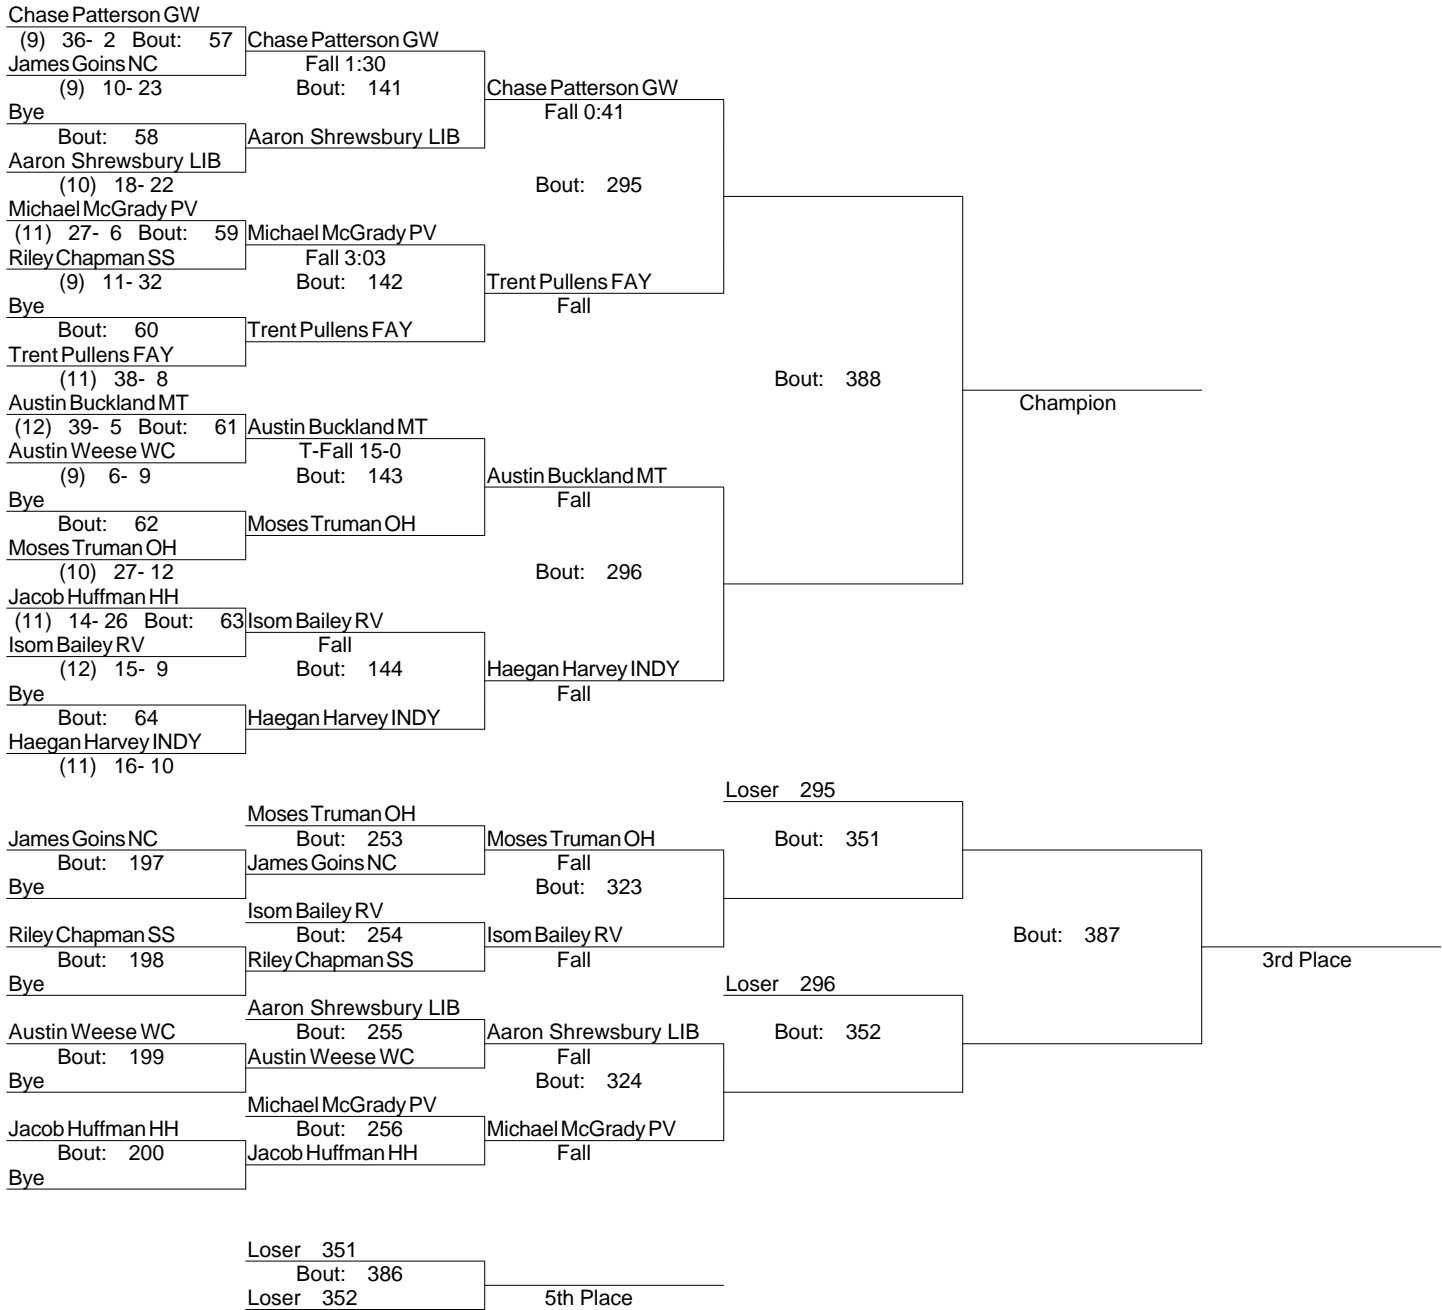 Chase Patterson GW
(9) 36- 2 Bout: 57
Chase Patterson GW
James Goins NC
Fall 1:30
(9) 10- 23
Bout: 141
Chase Patterson GW
Bye
Fall 0:41
Bout: 58
Aaron Shrewsbury LIB
Aaron Shrewsbury LIB
(10) 18- 22
Bout: 295
Michael McGrady PV
(11) 27- 6 Bout: 59
Michael McGrady PV
Riley Chapman SS
Fall 3:03
(9) 11- 32
Bout: 142
Trent Pullens FAY
Bye
Fall
Bout: 60
Trent Pullens FAY
Trent Pullens FAY
(11) 38- 8
Bout: 388
Austin Buckland MT
Champion
(12) 39- 5 Bout: 61
Austin Buckland MT
Austin Weese WC
T-Fall 15-0
(9) 6- 9
Bout: 143
Austin Buckland MT
Bye
Fall
Bout: 62
Moses Truman OH
Moses Truman OH
(10) 27- 12
Bout: 296
Jacob Huffman HH
(11) 14- 26 Bout: 63
Isom Bailey RV
Isom Bailey RV
Fall
(12) 15- 9
Bout: 144
Haegan Harvey INDY
Bye
Fall
Bout: 64
Haegan Harvey INDY
Haegan Harvey INDY
(11) 16- 10
Loser 295
Moses Truman OH
James Goins NC
Bout: 253
Moses Truman OH
Bout: 351
Bout: 197
James Goins NC
Fall
Bye
Bout: 323
Isom Bailey RV
Riley Chapman SS
Bout: 254
Isom Bailey RV
Bout: 387
Bout: 198
Riley Chapman SS
Fall
3rd Place
Bye
Loser 296
Aaron Shrewsbury LIB
Austin Weese WC
Bout: 255
Aaron Shrewsbury LIB
Bout: 352
Bout: 199
Austin Weese WC
Fall
Bye
Bout: 324
Michael McGrady PV
Jacob Huffman HH
Bout: 256
Michael McGrady PV
Bout: 200
Jacob Huffman HH
Fall
Bye
Loser 351
Bout: 386
Loser 352
5th Place